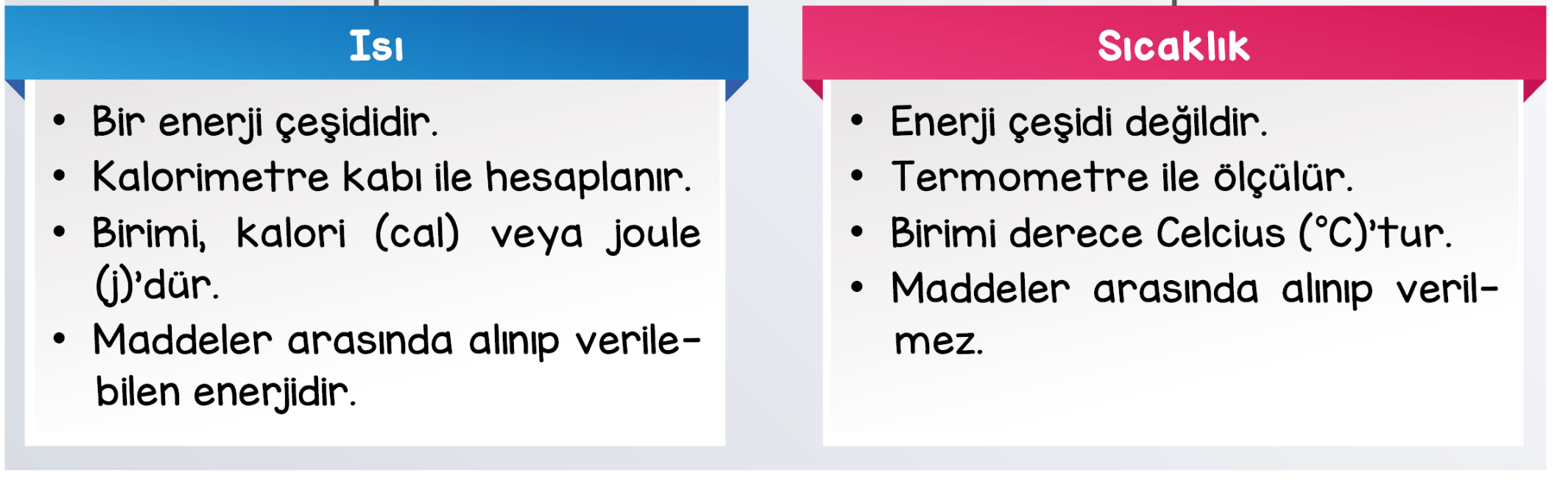 Isı
• Bir enerji çeşididir.
• Kalorimetre kabı ile hesaplanır.
• Birimi, kalori (cal) veya joule
(j)'dür.
• Maddeler arasında alınıp verile-
bilen enerjidir.
Sıcaklık
• Enerji çeşidi değildir.
• Termometre ile ölçülür.
• Birimi derece Celcius (°C)'tur.
• Maddeler arasında alınıp veril-
mez.